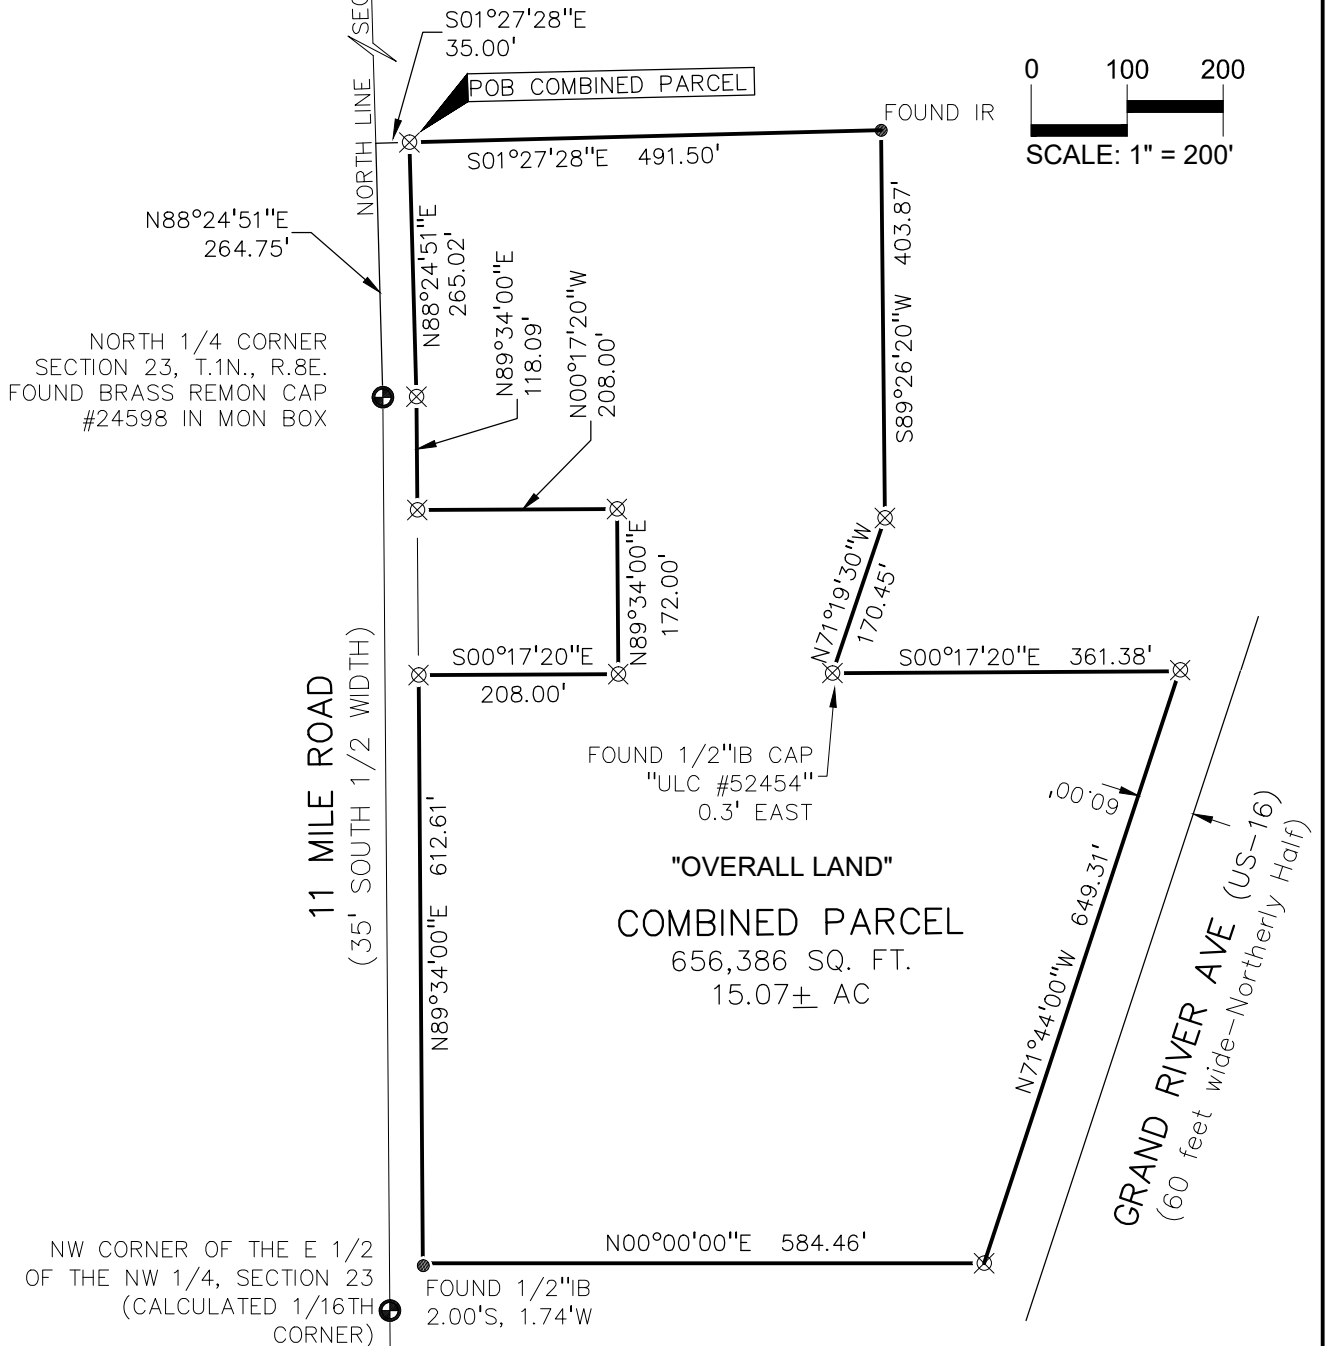 SEC
S01°27'28"E
35.00'
POB COMBINED PARCEL
0 100 200
SCALE: 1" = 200'
FOUND IR
S01°27'28"E 491.50'
NORTH LINE
N88°24'51"E
264.75'
N88°24'51"E
265.02'
N89°34'00"E
118.09'
N00°17'20"W
208.00'
S89°26'20"W 403.87'
NORTH 1/4 CORNER
SECTION 23, T.1N., R.8E.
FOUND BRASS REMON CAP
#24598 IN MON BOX
N89°34'00"E
172.00'
N71°19'30"W
170.45'
S00°17'20"E
208.00'
S00°17'20"E 361.38'
11 MILE ROAD
(35' SOUTH 1/2 WIDTH)
FOUND 1/2"IB CAP
"ULC #52454"
0.3' EAST
60.00'
N89°34'00"E 612.61'
"OVERALL LAND"
COMBINED PARCEL
656,386 SQ. FT.
15.07± AC
N71°44'00"W 649.31'
GRAND RIVER AVE (US-16)
(60 feet wide-Northerly Half)
N00°00'00"E 584.46'
NW CORNER OF THE E 1/2
OF THE NW 1/4, SECTION 23
(CALCULATED 1/16TH
CORNER)
FOUND 1/2"IB
2.00'S, 1.74'W